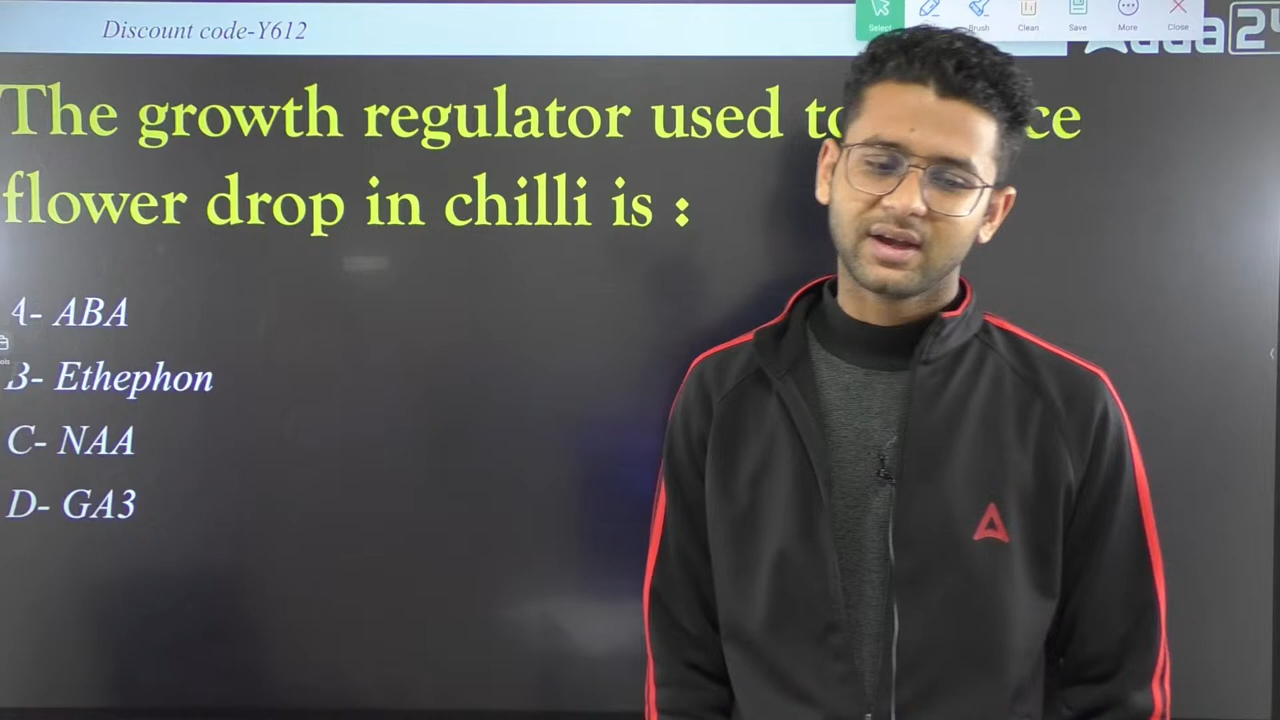 Discount code-Y612
Select Brush Clean Save More Close
The growth regulator used to
flower drop in chilli is :
A- ABA
B- Ethephon
C- NAA
D- GA3